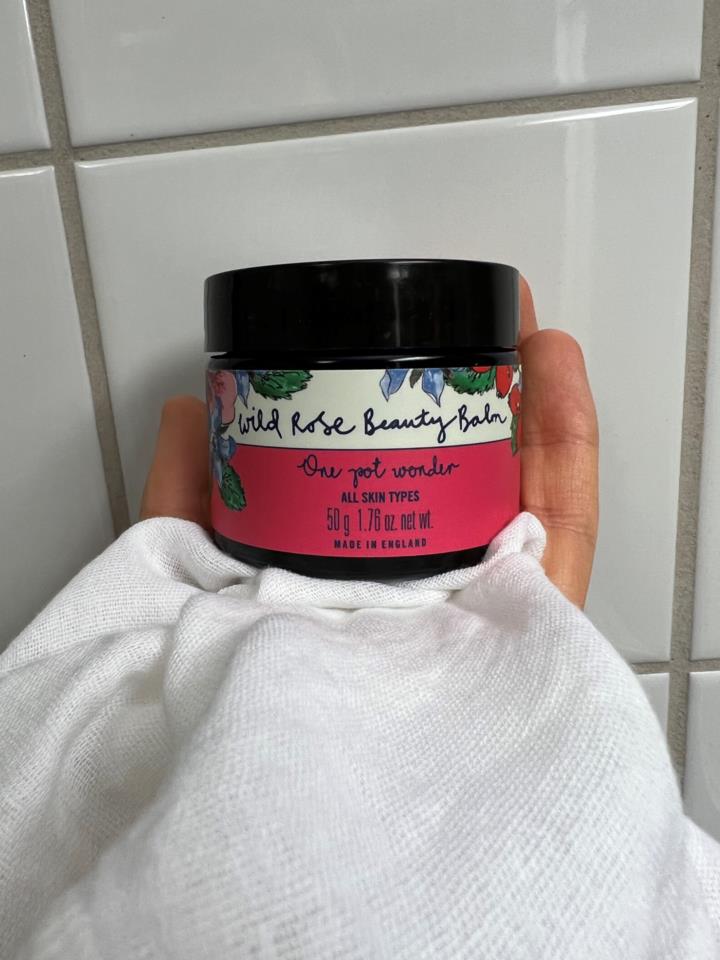 Wild Rose Beauty Balm
One pot wonder
ALL SKIN TYPES
50 g 1.76 oz. net wt.
MADE IN ENGLAND